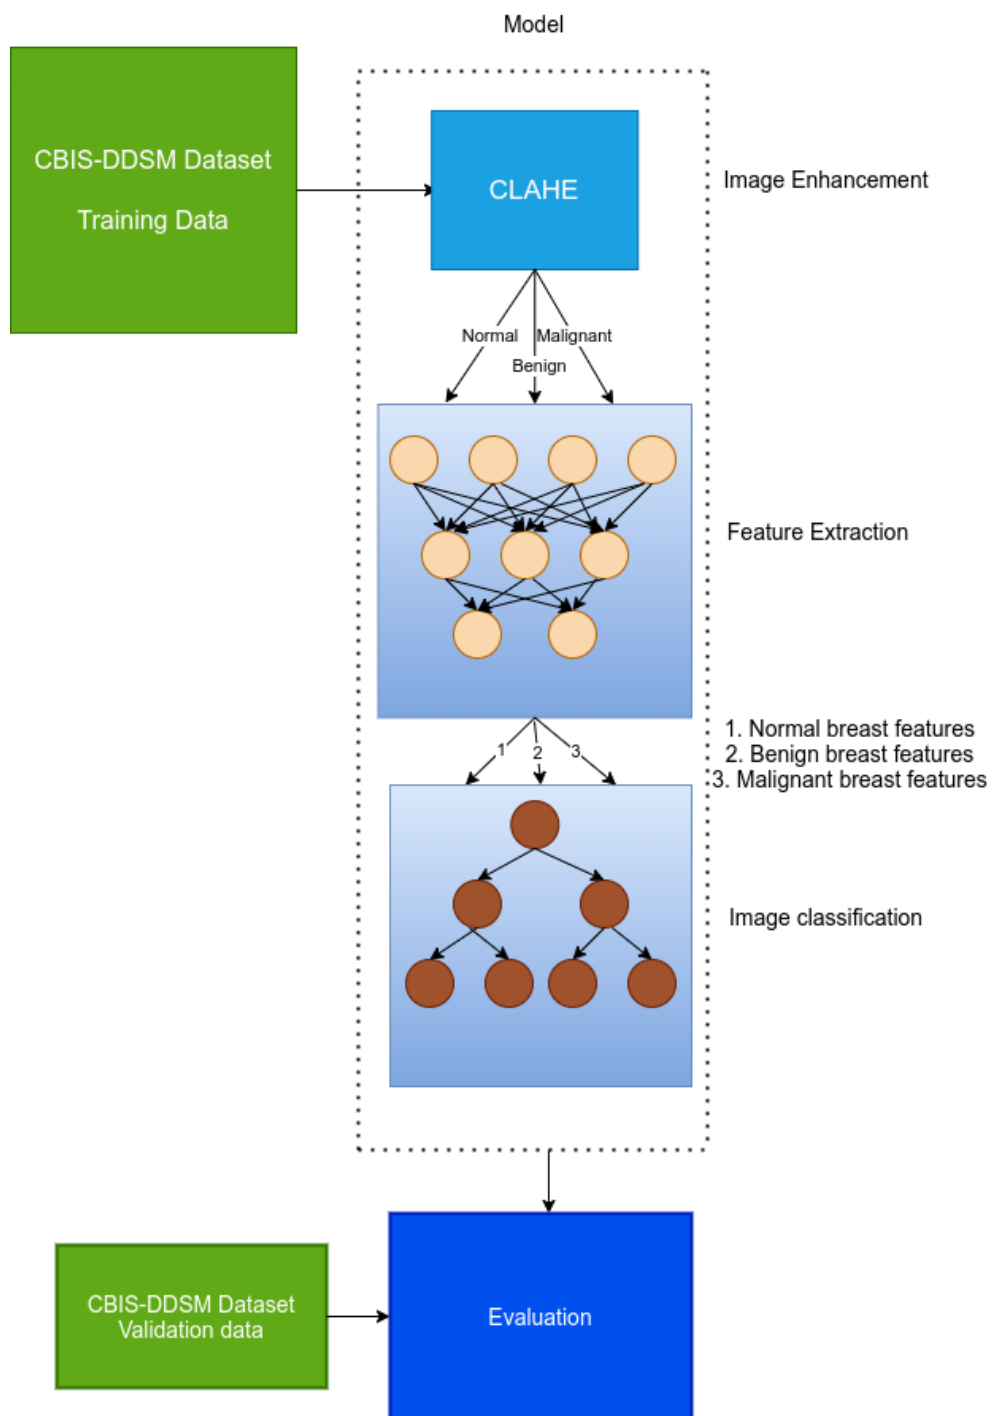 Model
CBIS-DDSM Dataset
Training Data
CLAHE
Image Enhancement
Normal
Malignant
Benign
Feature Extraction
1. Normal breast features
2. Benign breast features
3. Malignant breast features
1
2
3
Image classification
CBIS-DDSM Dataset
Validation data
Evaluation